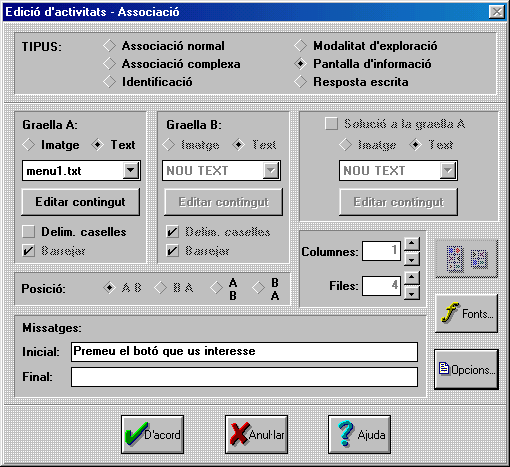 Edició d'activitats - Associació
TIPUS:
Associació normal
Modalitat d'exploració
Associació complexa
Pantalla d'informació
Identificació
Resposta escrita
Graella A:
Imatge Text
menu1.txt
Editar contingut
Delim. caselles
Barrejar
Graella B:
Imatge Text
NOU TEXT
Editar contingut
Delim. caselles
Barrejar
Solució a la graella A
Imatge Text
NOU TEXT
Editar contingut
Columnes: 1
Files: 4
Posició: A B B A A B B A
Fonts...
Missatges:
Inicial: Premeu el botó que us interesse
Final:
Opcions...
D'acord Anul·lar Ajuda